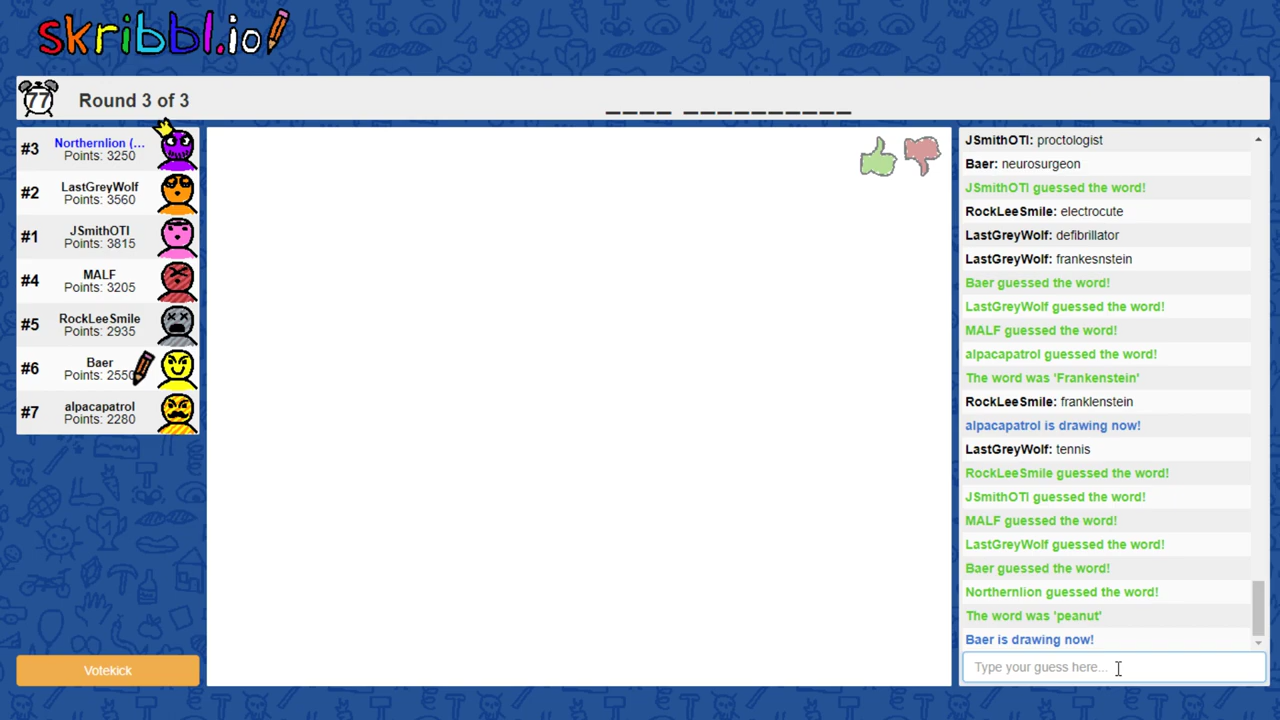 skribbl.io
77
Round 3 of 3
____ __________
#3
Northernlion (...
Points: 3250
#2
LastGreyWolf
Points: 3560
#1
JSmithOTI
Points: 3815
#4
MALF
Points: 3205
#5
RockLeeSmile
Points: 2935
#6
Baer
Points: 2550
#7
alpacapatrol
Points: 2280
Votekick
JSmithOTI: proctologist
Baer: neurosurgeon
JSmithOTI guessed the word!
RockLeeSmile: electrocute
LastGreyWolf: defibrillator
LastGreyWolf: frankesnstein
Baer guessed the word!
LastGreyWolf guessed the word!
MALF guessed the word!
alpacapatrol guessed the word!
The word was 'Frankenstein'
RockLeeSmile: franklenstein
alpacapatrol is drawing now!
LastGreyWolf: tennis
RockLeeSmile guessed the word!
JSmithOTI guessed the word!
MALF guessed the word!
LastGreyWolf guessed the word!
Baer guessed the word!
Northernlion guessed the word!
The word was 'peanut'
Baer is drawing now!
Type your guess here...